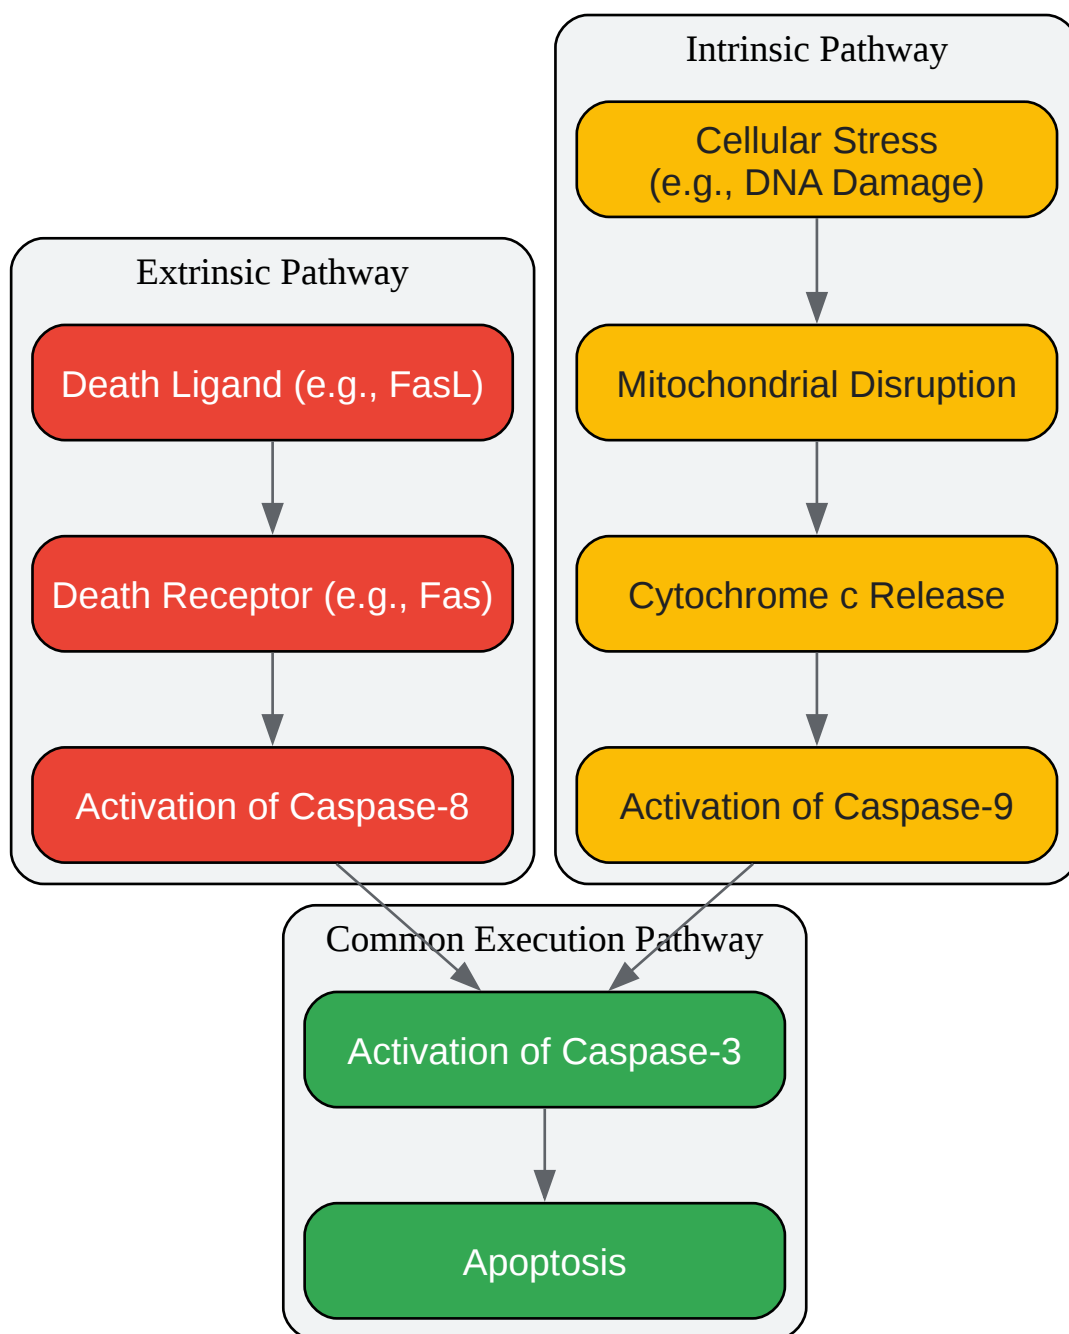 Intrinsic Pathway
Cellular Stress
(e.g., DNA Damage)
Mitochondrial Disruption
Cytochrome c Release
Activation of Caspase-9
Extrinsic Pathway
Death Ligand (e.g., FasL)
Death Receptor (e.g., Fas)
Activation of Caspase-8
Common Execution Pathway
Activation of Caspase-3
Apoptosis